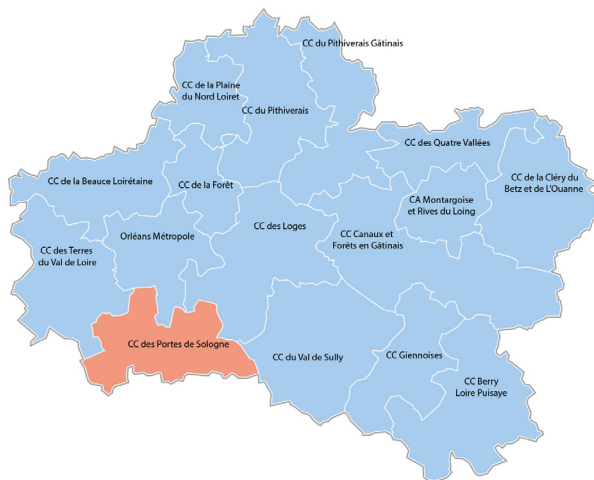 CC du Pithiverais Gâtinais
CC de la Plaine
du Nord Loiret
CC du Pithiverais
CC des Quatre Vallées
CC de la Beauce Loirétaine
CC de la Forêt
CC de la Cléry du
Betz et de L'Ouanne
CA Montargoise
et Rives du Loing
CC des Loges
Orléans Métropole
CC Canaux et
Forêts en Gâtinais
CC des Terres
du Val de Loire
CC des Portes de Sologne
CC du Val de Sully
CC Giennoises
CC Berry
Loire Puisaye